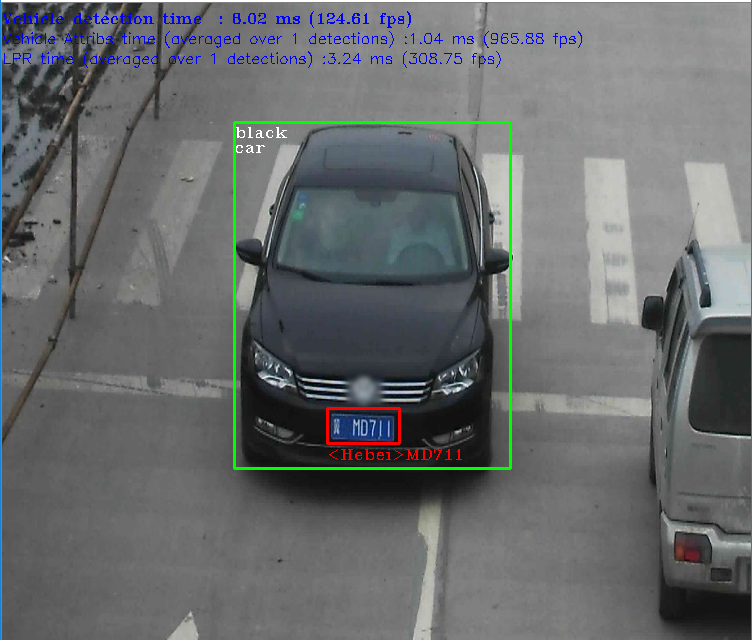 Vehicle detection time : 8.02 ms (124.61 fps)
Vehicle Attribs time (averaged over 1 detections) :1.04 ms (965.88 fps)
LPR time (averaged over 1 detections) :3.24 ms (308.75 fps)
black
car
MD711
<Hebei>MD711